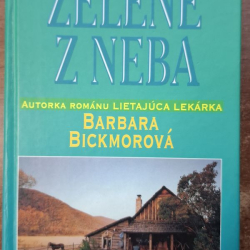 ZELENÉ
Z NEBA
AUTORKA ROMÁNU LIETAJÚCA LEKÁRKA
BARBARA
BICKMOROVÁ